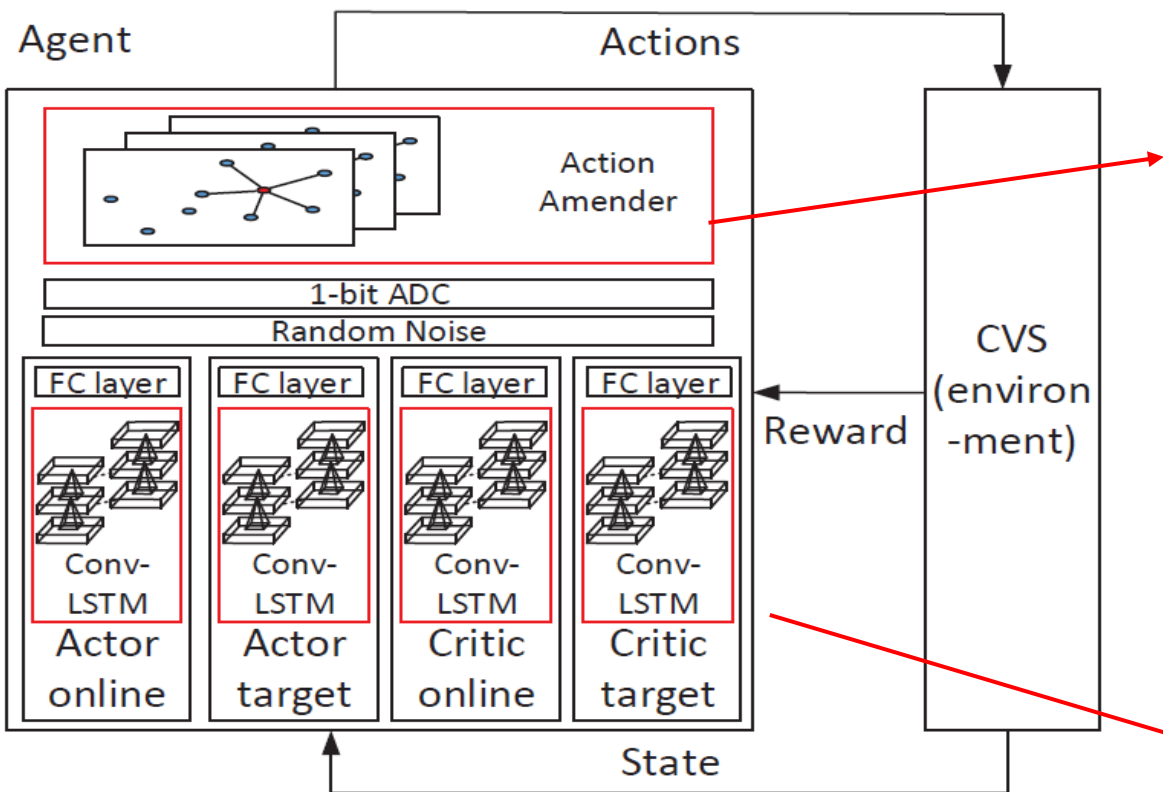 Agent
Actions
Action
Amender
1-bit ADC
Random Noise
FC layer
FC layer
FC layer
FC layer
Conv-
LSTM
Conv-
LSTM
Conv-
LSTM
Conv-
LSTM
Actor
online
Actor
target
Critic
online
Critic
target
Reward
CVS
(environ
-ment)
State